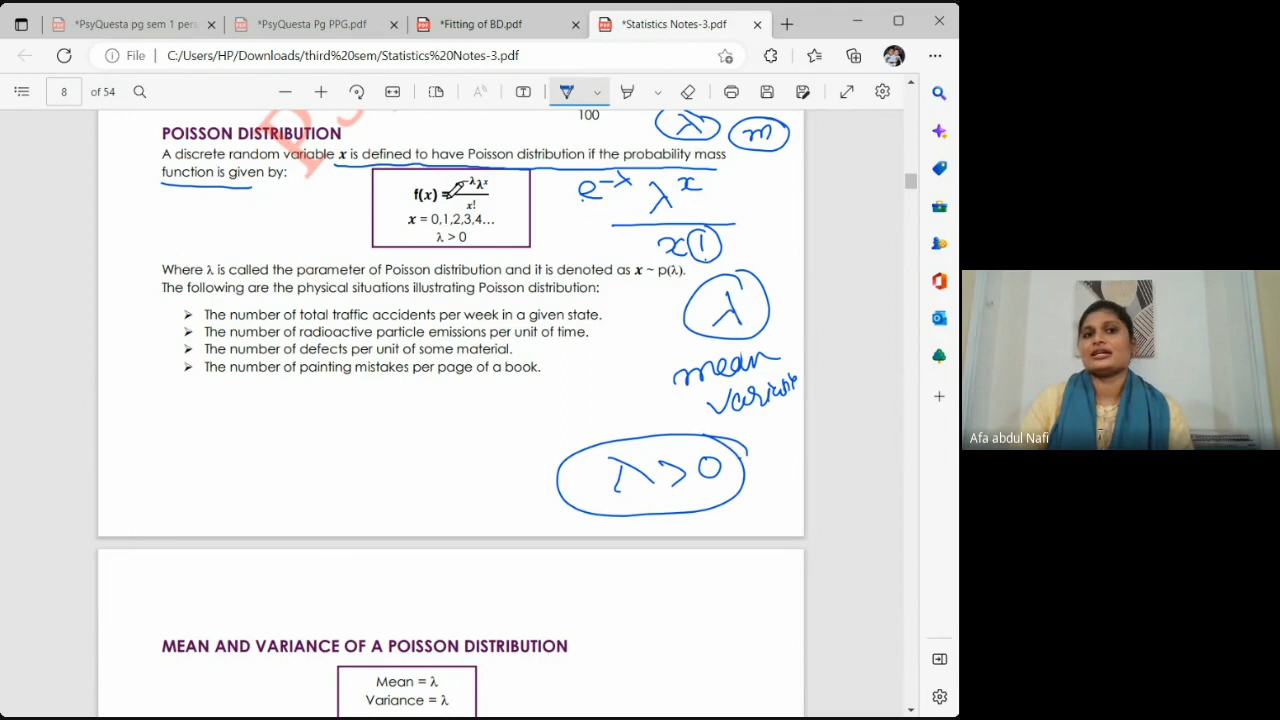 *PsyQuesta pg sem 1 pers
*PsyQuesta Pg PPG.pdf
*Fitting of BD.pdf
*Statistics Notes-3.pdf
File
C:/Users/HP/Downloads/third%20sem/Statistics%20Notes-3.pdf
8 of 54
100
λ m
POISSON DISTRIBUTION
A discrete random variable x is defined to have Poisson distribution if the probability mass
function is given by:
f(x) = e-λλx
x!
x = 0,1,2,3,4...
λ > 0
e-λ λx
x!
Where λ is called the parameter of Poisson distribution and it is denoted as x ~ p(λ).
The following are the physical situations illustrating Poisson distribution:
➢ The number of total traffic accidents per week in a given state.
➢ The number of radioactive particle emissions per unit of time.
➢ The number of defects per unit of some material.
➢ The number of painting mistakes per page of a book.
λ
mean
λ > 0
Afa abdul Nafi
MEAN AND VARIANCE OF A POISSON DISTRIBUTION
Mean = λ
Variance = λ